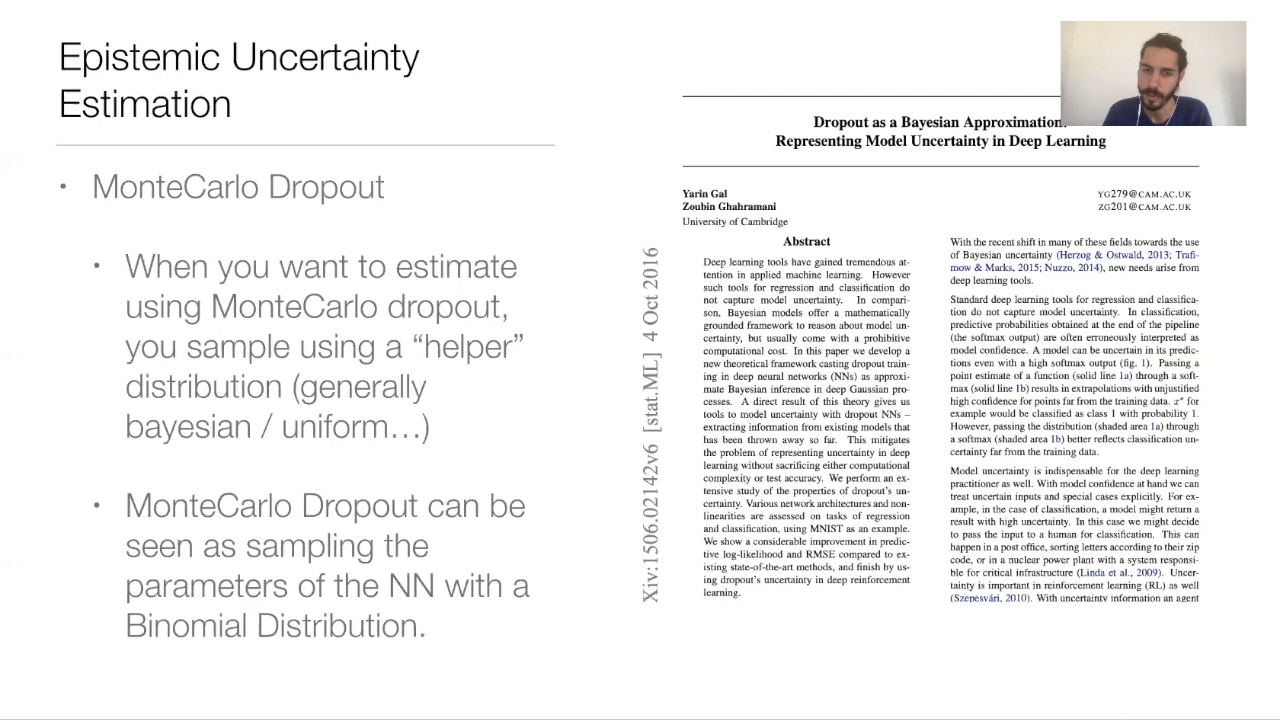 Epistemic Uncertainty
Estimation
• MonteCarlo Dropout
• When you want to estimate
using MonteCarlo dropout,
you sample using a “helper”
distribution (generally
bayesian / uniform…)
• MonteCarlo Dropout can be
seen as sampling the
parameters of the NN with a
Binomial Distribution.
Dropout as a Bayesian Approximation:
Representing Model Uncertainty in Deep Learning
Yarin Gal
Zoubin Ghahramani
University of Cambridge
YG279@CAM.AC.UK
ZG201@CAM.AC.UK
Xiv:1506.02142v6 [stat.ML] 4 Oct 2016
Abstract
Deep learning tools have gained tremendous at-
tention in applied machine learning. However
such tools for regression and classification do
not capture model uncertainty. In compari-
son, Bayesian models offer a mathematically
grounded framework to reason about model un-
certainty, but usually come with a prohibitive
computational cost. In this paper we develop a
new theoretical framework casting dropout train-
ing in deep neural networks (NNs) as approxi-
mate Bayesian inference in deep Gaussian pro-
cesses. A direct result of this theory gives us
tools to model uncertainty with dropout NNs –
extracting information from existing models that
has been thrown away so far. This mitigates
the problem of representing uncertainty in deep
learning without sacrificing either computational
complexity or test accuracy. We perform an ex-
tensive study of the properties of dropout's un-
certainty. Various network architectures and non-
linearities are assessed on tasks of regression
and classification, using MNIST as an example.
We show a considerable improvement in predic-
tive log-likelihood and RMSE compared to ex-
isting state-of-the-art methods, and finish by us-
ing dropout's uncertainty in deep reinforcement
learning.
With the recent shift in many of these fields towards the use
of Bayesian uncertainty (Herzog & Ostwald, 2013; Trafi-
mow & Marks, 2015; Nuzzo, 2014), new needs arise from
deep learning tools.
Standard deep learning tools for regression and classifica-
tion do not capture model uncertainty. In classification,
predictive probabilities obtained at the end of the pipeline
(the softmax output) are often erroneously interpreted as
model confidence. A model can be uncertain in its predic-
tions even with a high softmax output (fig. 1). Passing a
point estimate of a function (solid line 1a) through a soft-
max (solid line 1b) results in extrapolations with unjustified
high confidence for points far from the training data. x* for
example would be classified as class 1 with probability 1.
However, passing the distribution (shaded area 1a) through
a softmax (shaded area 1b) better reflects classification un-
certainty far from the training data.
Model uncertainty is indispensable for the deep learning
practitioner as well. With model confidence at hand we can
treat uncertain inputs and special cases explicitly. For ex-
ample, in the case of classification, a model might return a
result with high uncertainty. In this case we might decide
to pass the input to a human for classification. This can
happen in a post office, sorting letters according to their zip
code, or in a nuclear power plant with a system responsi-
ble for critical infrastructure (Linda et al., 2009). Uncer-
tainty is important in reinforcement learning (RL) as well
(Szepesvári, 2010). With uncertainty information an agent